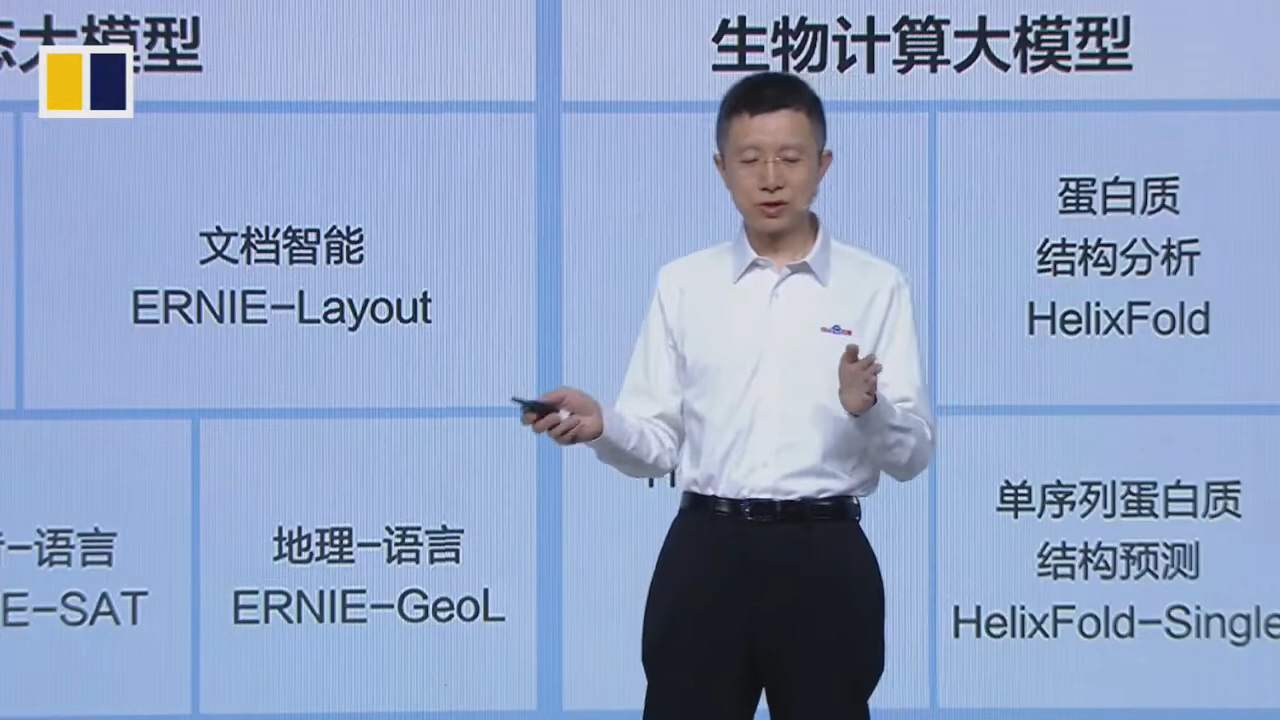 态大模型
生物计算大模型
文档智能
ERNIE-Layout
蛋白质
结构分析
HelixFold
-语言
E-SAT
地理-语言
ERNIE-GeoL
单序列蛋白质
结构预测
HelixFold-Single